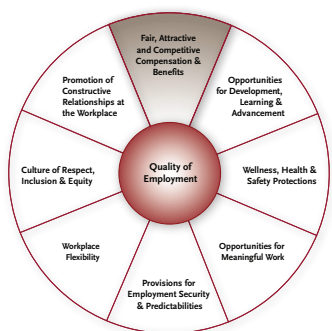 Fair, Attractive
and Competitive
Compensation &
Benefits
Opportunities
for Development,
Learning &
Advancement
Wellness, Health &
Safety Protections
Opportunities for
Meaningful Work
Provisions for
Employment Security
& Predictabilities
Workplace
Flexibility
Culture of Respect,
Inclusion & Equity
Promotion of
Constructive
Relationships at
the Workplace
Quality of
Employment